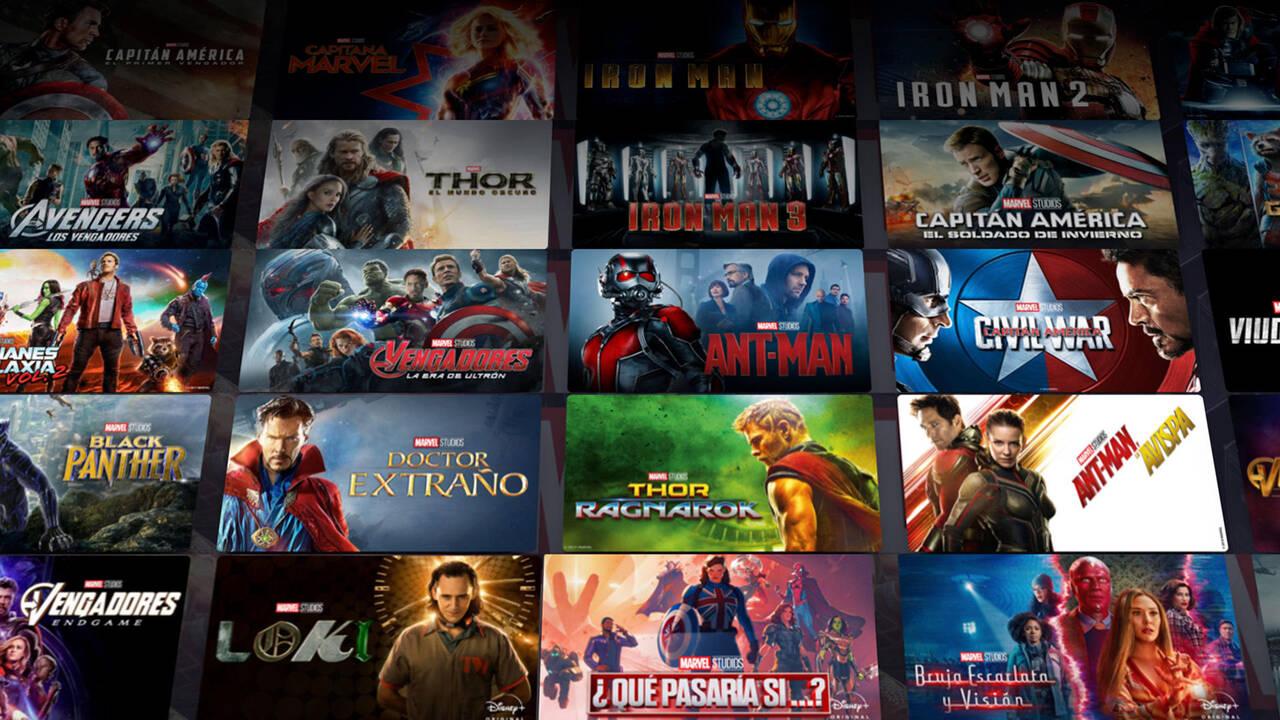 CAPITÁN AMÉRICA
EL PRIMER VENGADOR
MARVEL STUDIOS
CAPITANA
MARVEL
MARVEL STUDIOS
IRON MAN
IRON MAN 2
AVENGERS
LOS VENGADORES
MARVEL
THOR
EL MUNDO OSCURO
IRON MAN 3
MARVEL STUDIOS
CAPITÁN AMÉRICA
EL SOLDADO DE INVIERNO
IANES
LAXIA
VOL. 2
MARVEL STUDIOS
VENGADORES
LA ERA DE ULTRÓN
MARVEL STUDIOS
ANT-MAN
MARVEL STUDIOS
CAPITÁN AMÉRICA
CIVIL WAR
VIUD
MARVEL STUDIOS
BLACK
PANTHER
MARVEL STUDIOS
DOCTOR
EXTRAÑO
MARVEL STUDIOS
THOR
RAGNAROK
MARVEL STUDIOS
ANT-MAN
AVISPA
MARVEL STUDIOS
VENGADORES
ENDGAME
MARVEL STUDIOS
LOKI
Disney+
ORIGINAL
MARVEL STUDIOS
¿QUÉ PASARÍA SI...?
Disney+
ORIGINAL
MARVEL STUDIOS
Bruja Escarlata
y Visión
Disney+
ORIGINAL